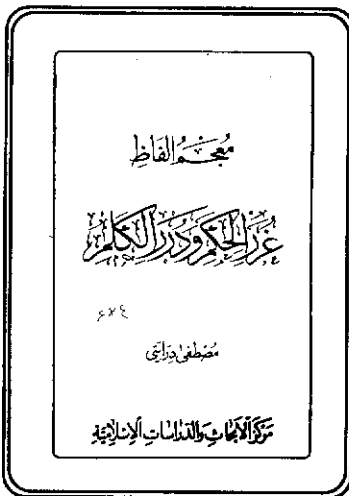 معجم ألفاظ
غرر الحكم ودرر الكلم
مصطفى درايتي
مركز الأبحاث والدراسات الإسلامية